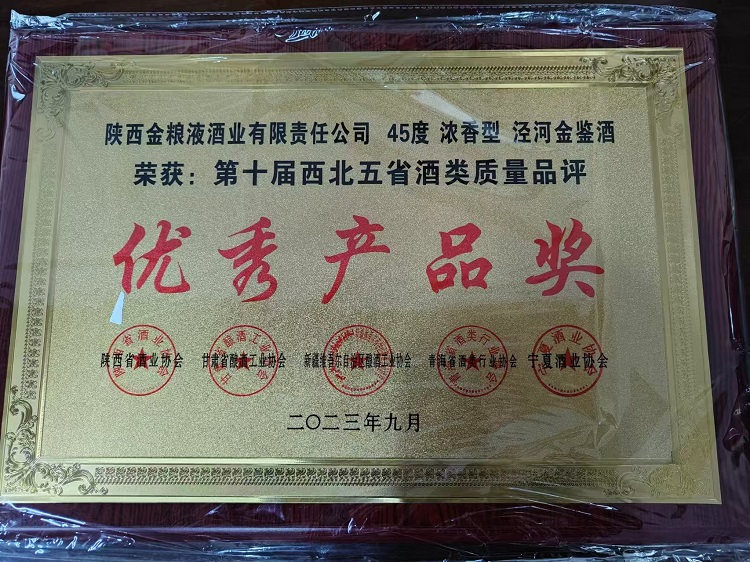 陕西金粮液酒业有限责任公司 45度 浓香型 泾河金鉴酒
荣获：第十届西北五省酒类质量品评
优秀产品奖
陕西省酒业协会 甘肃省酿酒工业协会 新疆维吾尔自治区酿酒工业协会 青海省酒类行业协会 宁夏酒业协会
二〇二三年九月